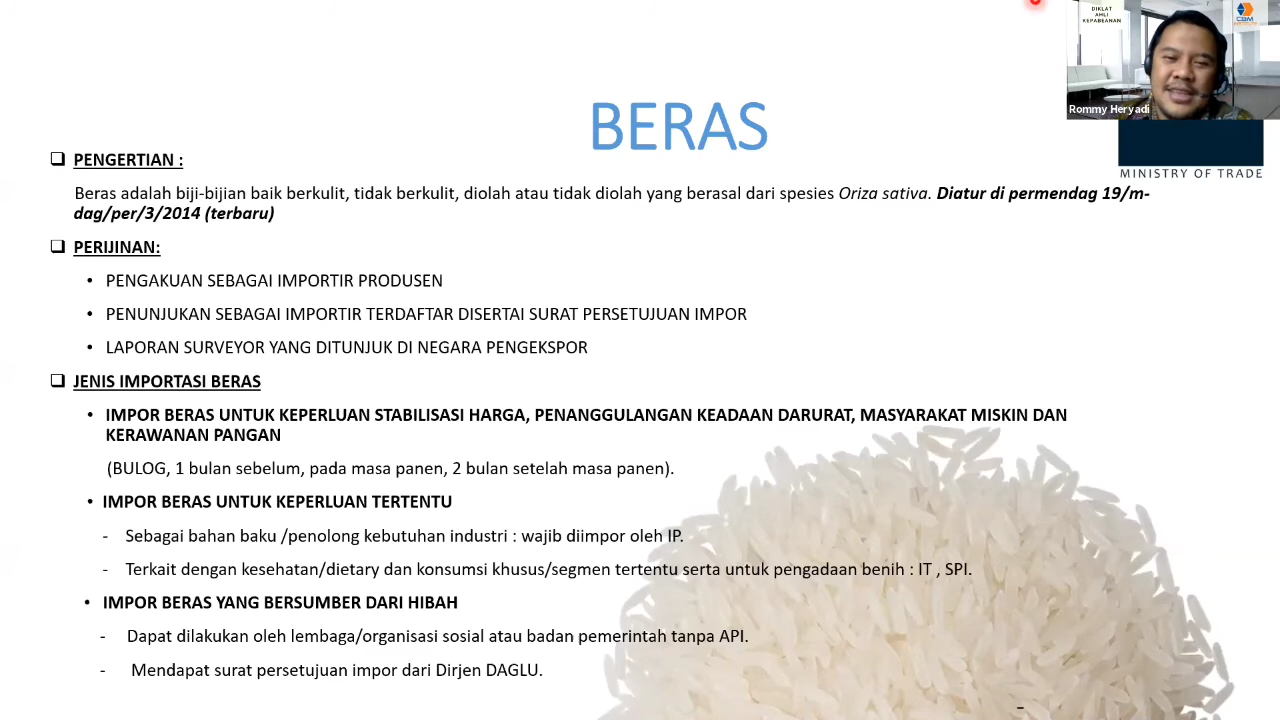 DIKLAT
AHLI
KEPABEANAN
CBM
Rommy Heryadi
MINISTRY OF TRADE
BERAS
PENGERTIAN :
Beras adalah biji-bijian baik berkulit, tidak berkulit, diolah atau tidak diolah yang berasal dari spesies Oriza sativa. Diatur di permendag 19/m-
dag/per/3/2014 (terbaru)
PERIJINAN:
• PENGAKUAN SEBAGAI IMPORTIR PRODUSEN
• PENUNJUKAN SEBAGAI IMPORTIR TERDAFTAR DISERTAI SURAT PERSETUJUAN IMPOR
• LAPORAN SURVEYOR YANG DITUNJUK DI NEGARA PENGEKSPOR
JENIS IMPORTASI BERAS
• IMPOR BERAS UNTUK KEPERLUAN STABILISASI HARGA, PENANGGULANGAN KEADAAN DARURAT, MASYARAKAT MISKIN DAN
KERAWANAN PANGAN
(BULOG, 1 bulan sebelum, pada masa panen, 2 bulan setelah masa panen).
• IMPOR BERAS UNTUK KEPERLUAN TERTENTU
- Sebagai bahan baku /penolong kebutuhan industri : wajib diimpor oleh IP.
- Terkait dengan kesehatan/dietary dan konsumsi khusus/segmen tertentu serta untuk pengadaan benih : IT , SPI.
• IMPOR BERAS YANG BERSUMBER DARI HIBAH
- Dapat dilakukan oleh lembaga/organisasi sosial atau badan pemerintah tanpa API.
- Mendapat surat persetujuan impor dari Dirjen DAGLU.